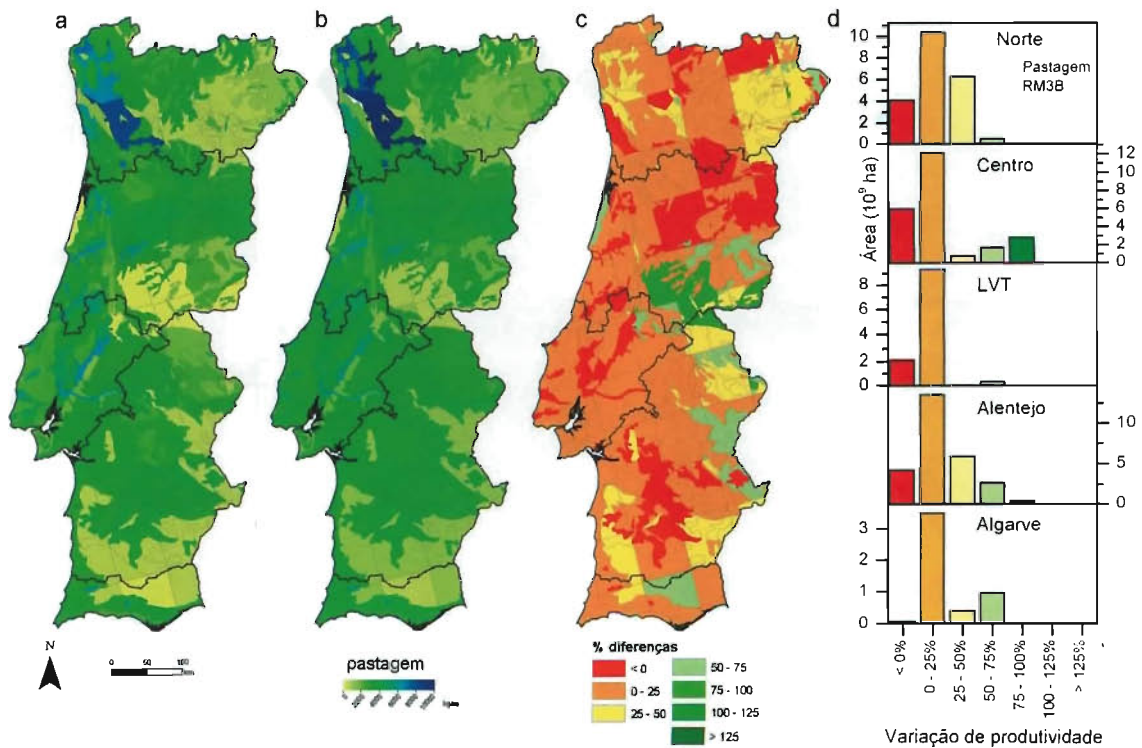 a
b
c
d
N
0 50 100
pastagem
% diferenças
< 0
0 - 25
25 - 50
50 - 75
75 - 100
100 - 125
> 125
Norte
Pastagem
RM3B
10
8
6
4
2
0
Centro
12
10
8
6
4
2
0
Área (10⁹ ha)
LVT
8
6
4
2
0
Alentejo
10
5
0
Algarve
3
2
1
0
< 0%
0 - 25%
25 - 50%
50 - 75%
75 - 100%
100 - 125%
> 125%
-
Variação de produtividade